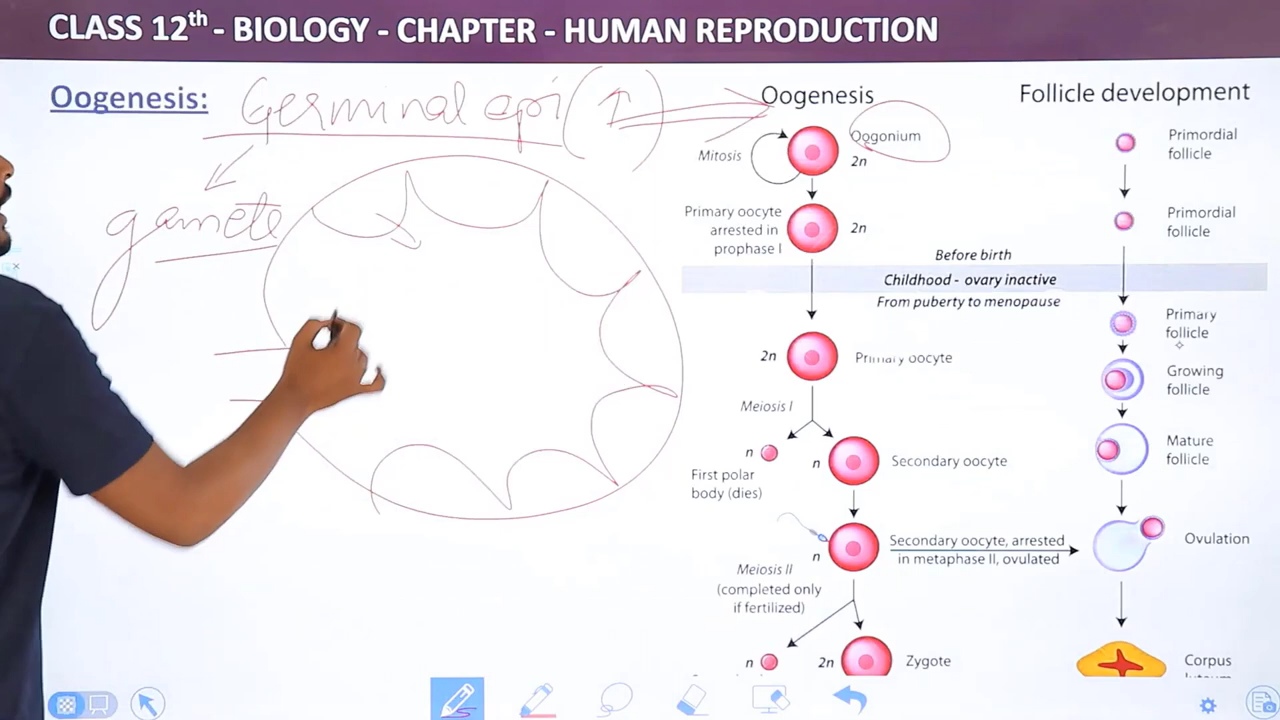 CLASS 12th - BIOLOGY - CHAPTER - HUMAN REPRODUCTION
Oogenesis: Germinal epi
gamete
Oogenesis
Oogonium
Mitosis
2n
Primary oocyte
arrested in
prophase I
2n
Before birth
Childhood - ovary inactive
From puberty to menopause
2n
Primary oocyte
Meiosis I
n
n
Secondary oocyte
First polar
body (dies)
n
Secondary oocyte, arrested
in metaphase II, ovulated
Meiosis II
(completed only
if fertilized)
n
2n
Zygote
Follicle development
Primordial
follicle
Primordial
follicle
Primary
follicle
Growing
follicle
Mature
follicle
Ovulation
Corpus